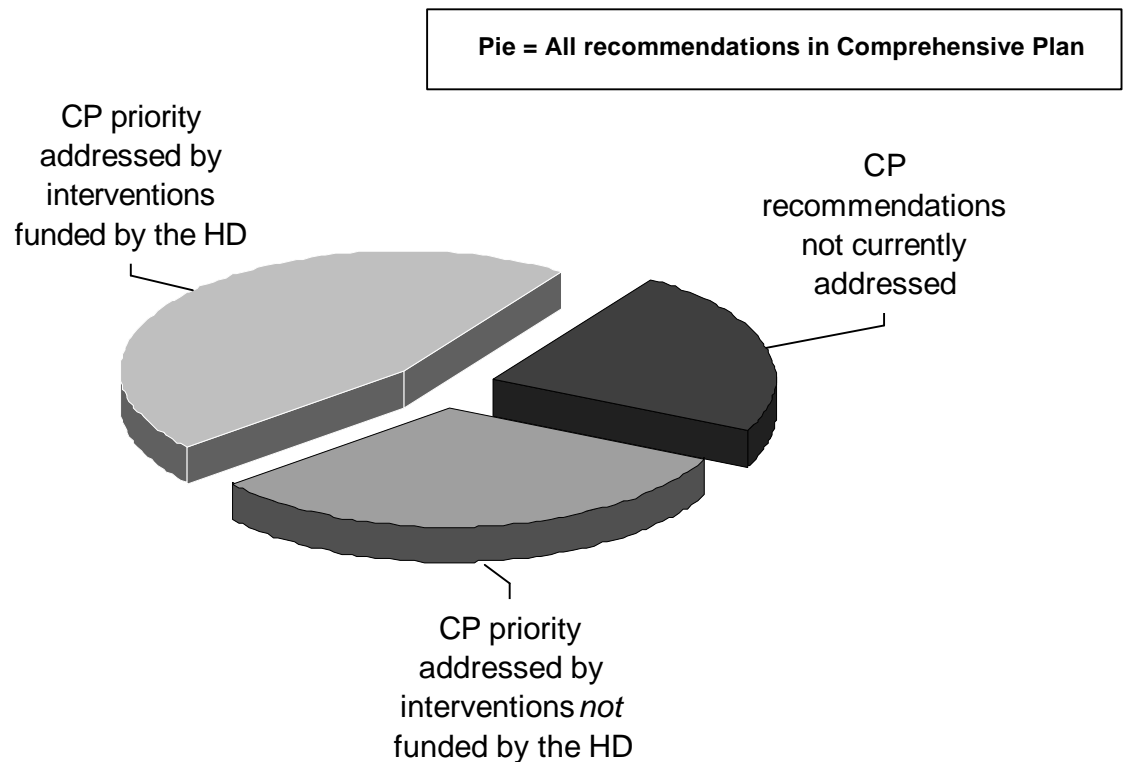 Pie = All recommendations in Comprehensive Plan
CP priority
addressed by
interventions
funded by the HD
CP
recommendations
not currently
addressed
CP priority
addressed by
interventions not
funded by the HD